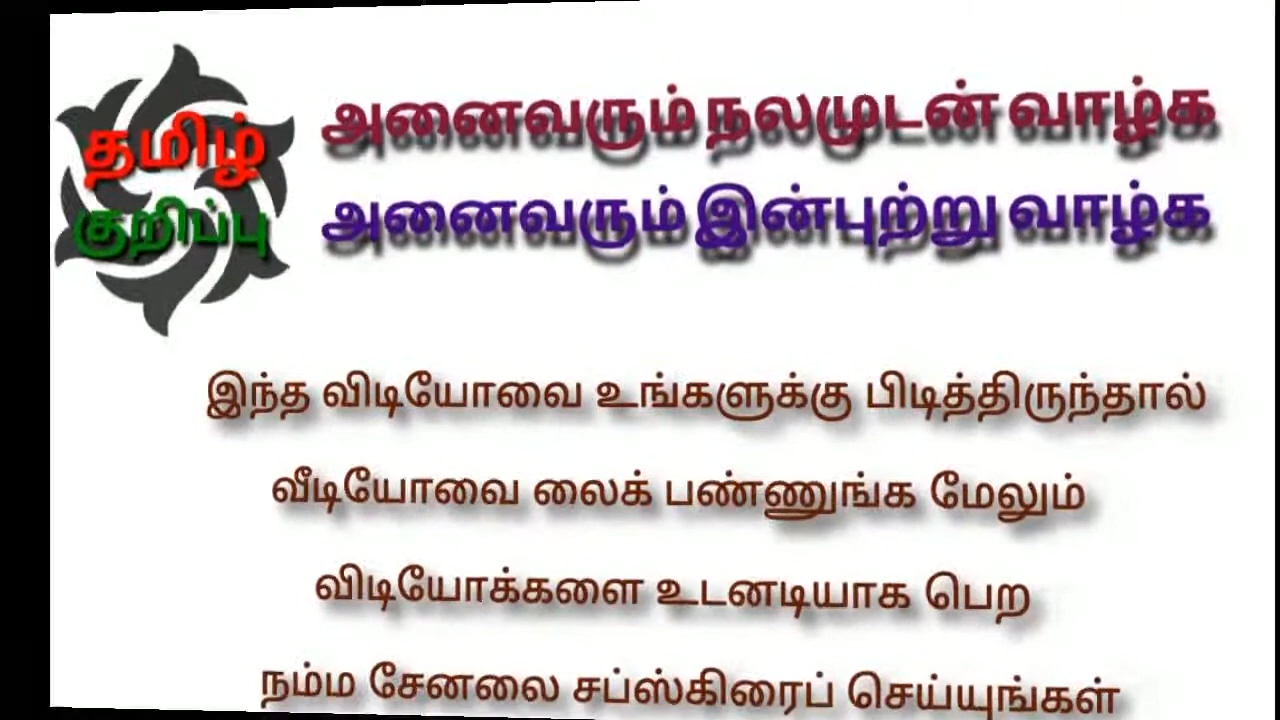 தமிழ்
குறிப்பு
அனைவரும் நலமுடன் வாழ்க
அனைவரும் இன்புற்று வாழ்க
இந்த விடியோவை உங்களுக்கு பிடித்திருந்தால்
வீடியோவை லைக் பண்ணுங்க மேலும்
விடியோக்களை உடனடியாக பெற
நம்ம சேனலை சப்ஸ்கிரைப் செய்யுங்கள்